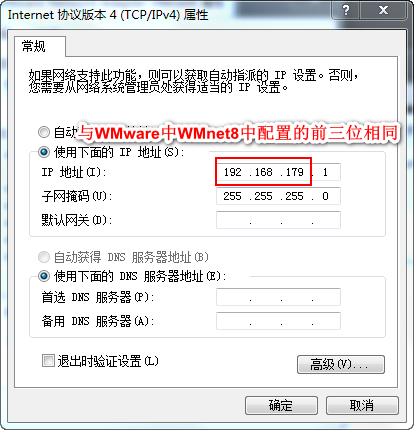 Internet 协议版本 4 (TCP/IPv4) 属性
常规
如果网络支持此功能，则可以获取自动指派的 IP 设置。否则，
您需要从网络系统管理员处获得适当的 IP 设置。
自动
与WMware中WMnet8中配置的前三位相同
使用下面的 IP 地址(S):
IP 地址(I): 192 . 168 . 179 . 1
子网掩码(U): 255 . 255 . 255 . 0
默认网关(D): . . .
自动获得 DNS 服务器地址(B)
使用下面的 DNS 服务器地址(E):
首选 DNS 服务器(P): . . .
备用 DNS 服务器(A): . . .
退出时验证设置(L)
高级(V)...
确定 取消